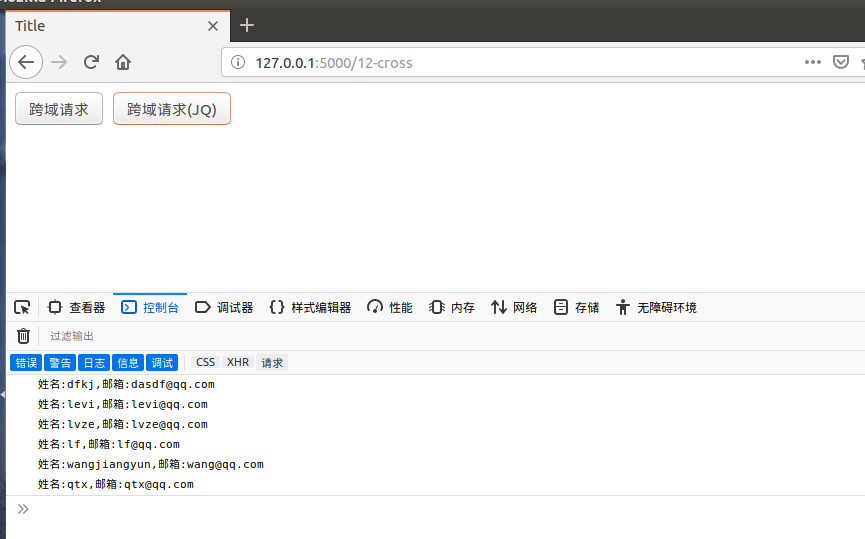 Title
127.0.0.1:5000/12-cross
跨域请求 跨域请求(JQ)
查看器 控制台 调试器 样式编辑器 性能 内存 网络 存储 无障碍环境
过滤输出
错误 警告 日志 信息 调试 CSS XHR 请求
姓名:dfkj,邮箱:dasdf@qq.com
姓名:levi,邮箱:levi@qq.com
姓名:lvze,邮箱:lvze@qq.com
姓名:lf,邮箱:lf@qq.com
姓名:wangjiangyun,邮箱:wang@qq.com
姓名:qtx,邮箱:qtx@qq.com